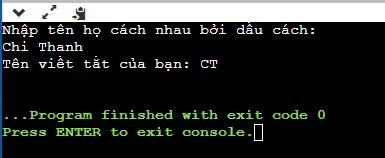 Nhập tên họ cách nhau bởi dấu cách:
Chi Thanh
Tên viết tắt của bạn: CT
...Program finished with exit code 0
Press ENTER to exit console.